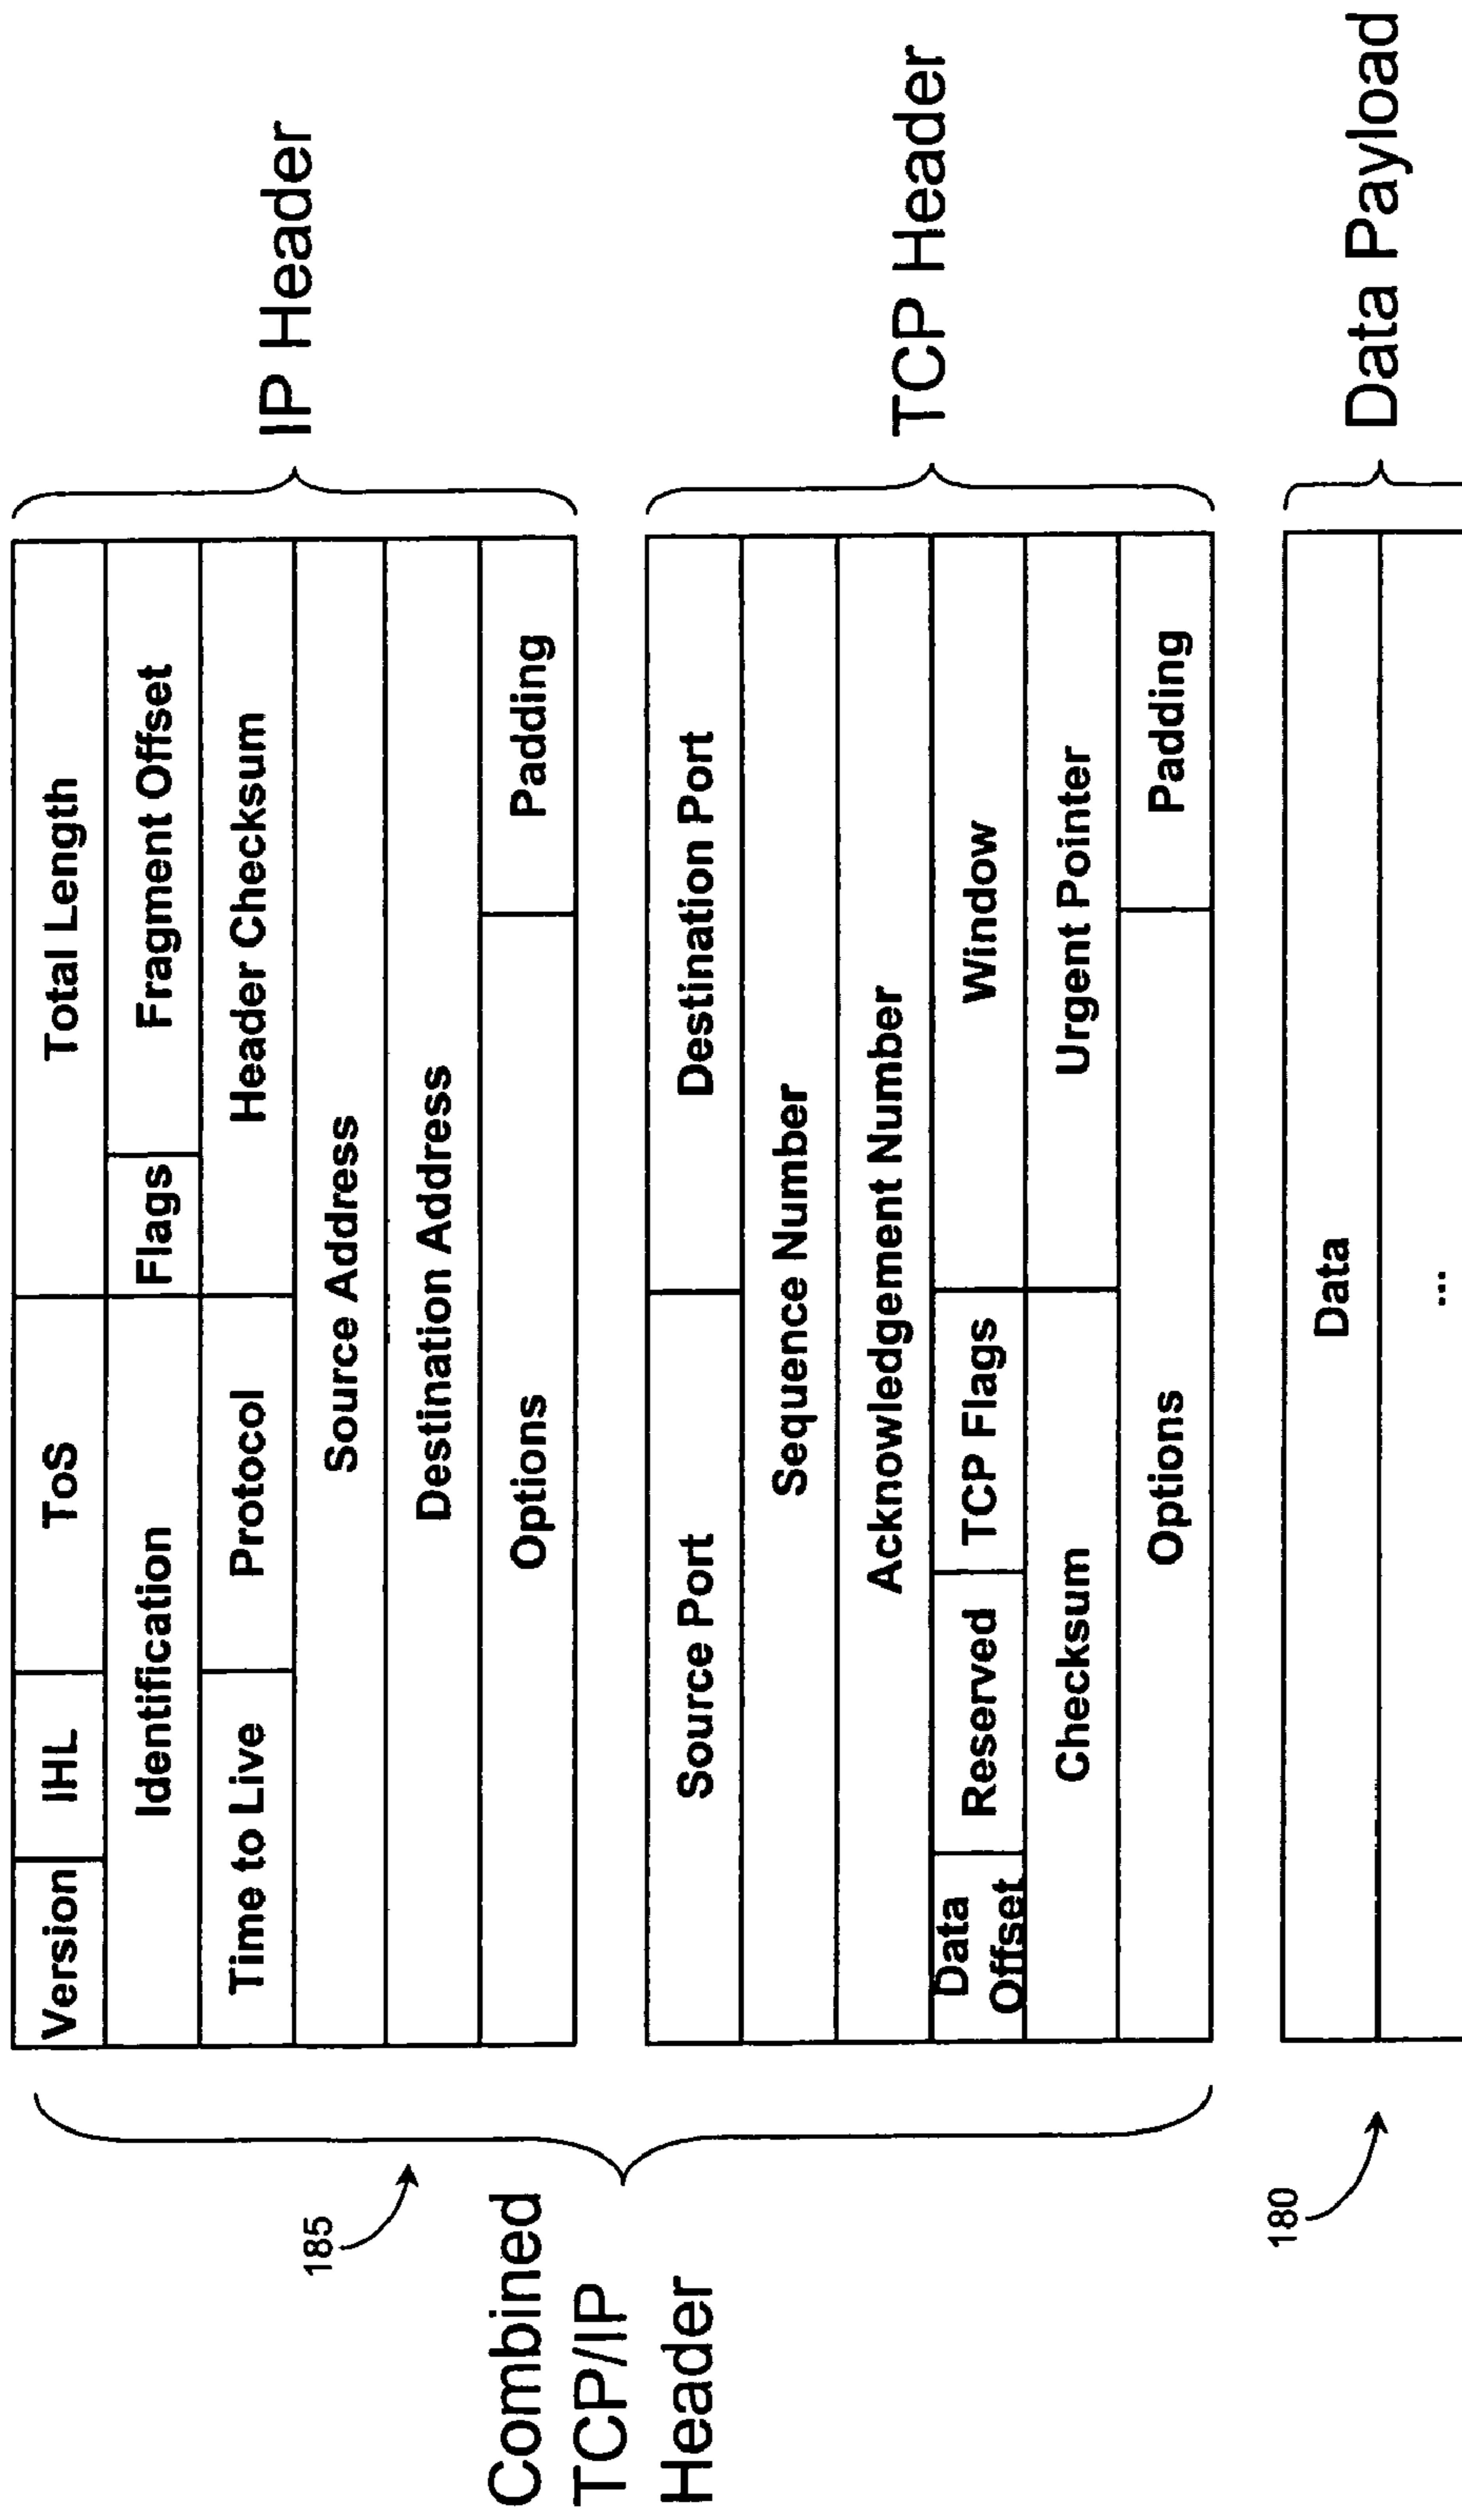 Combined
TCP/IP
Header
185
Version IHL ToS Total Length
Identification Flags Fragment Offset
Time to Live Protocol Header Checksum
Source Address
Destination Address
Options Padding
IP Header
Source Port Destination Port
Sequence Number
Acknowledgement Number
Data Offset Reserved TCP Flags Window
Checksum Urgent Pointer
Options Padding
TCP Header
180
Data
...
Data Payload